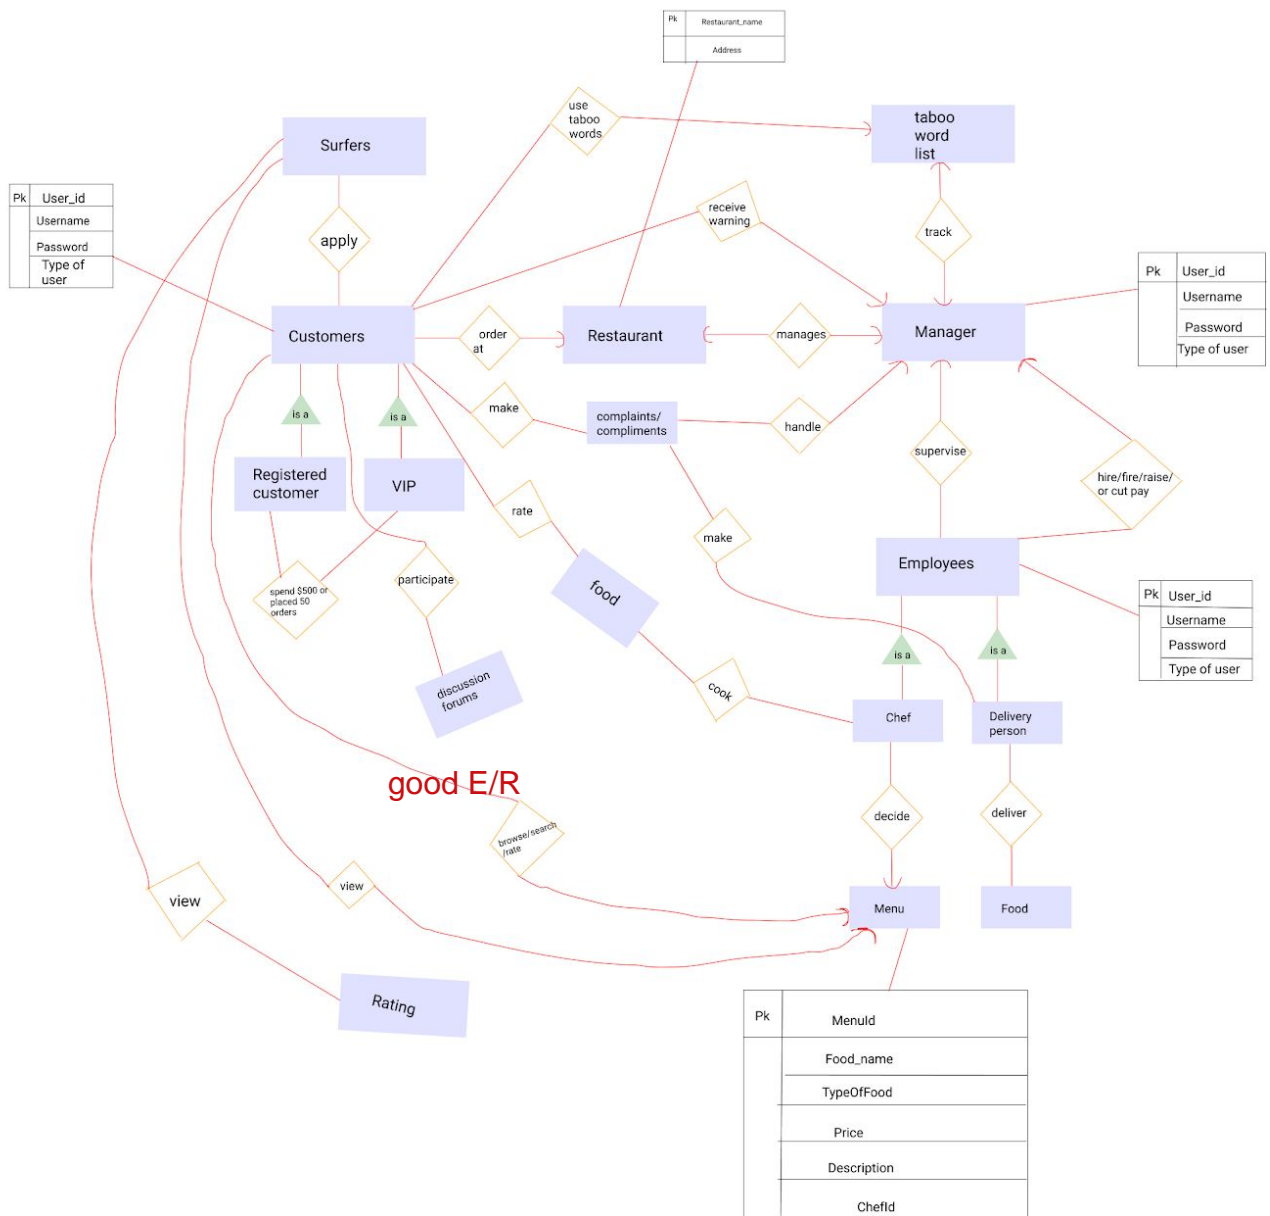 Pk Restaurant_name
Address
use
taboo
words
taboo
word
list
Surfers
Pk User_id
Username
Password
Type of
user
apply
receive
warning
track
Pk User_id
Username
Password
Type of user
Customers
order
at
Restaurant
manages
Manager
is a
is a
make
complaints/
compliments
handle
supervise
hire/fire/raise/
or cut pay
Registered
customer
VIP
rate
make
participate
spend $500 or
placed 50
orders
food
Employees
Pk User_id
Username
Password
Type of user
is a
is a
discussion
forums
cook
Chef
Delivery
person
good E/R
browse/search
/rate
decide
deliver
view
view
Menu
Food
Rating
Pk MenuId
Food_name
TypeOfFood
Price
Description
ChefId